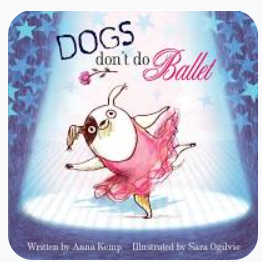 DOGS
don't do Ballet
Written by Anna Kemp Illustrated by Sara Ogilvie